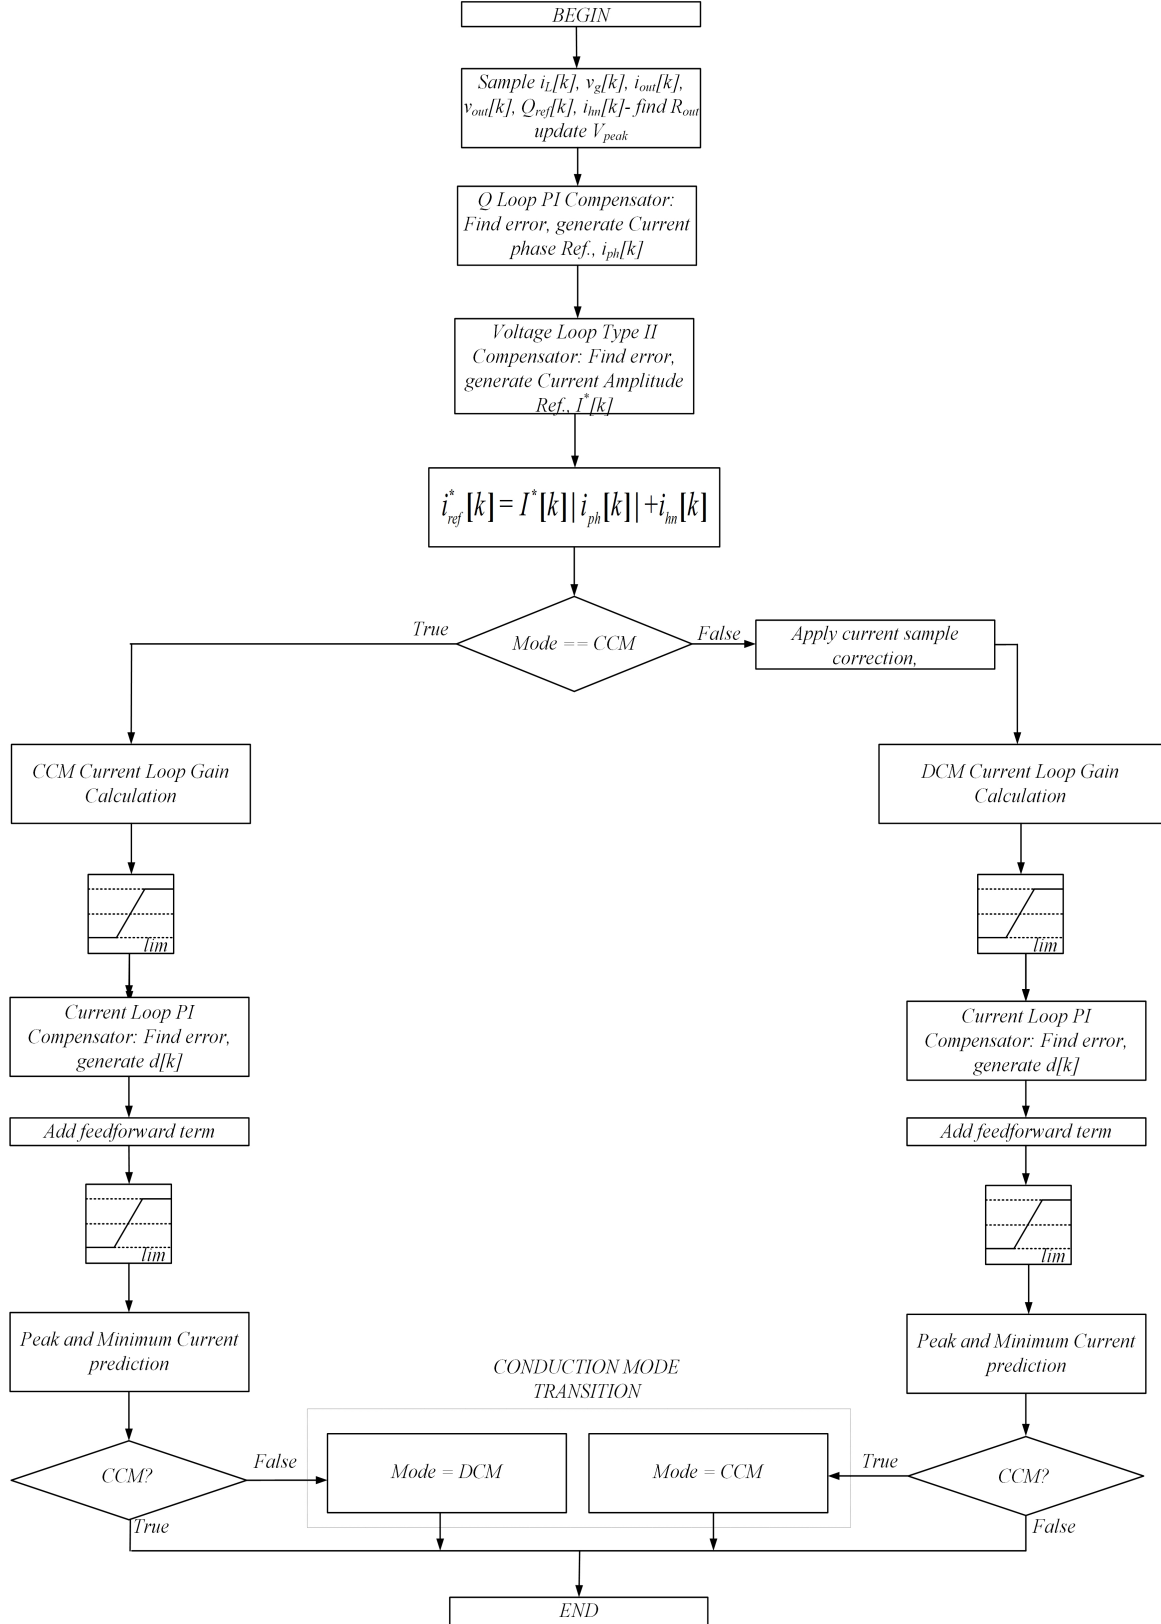 BEGIN
Sample i_L[k], v_g[k], i_out[k],
v_out[k], Q_ref[k], i_hn[k]- find R_out
update V_peak
Q Loop PI Compensator:
Find error, generate Current
phase Ref., i_ph[k]
Voltage Loop Type II
Compensator: Find error,
generate Current Amplitude
Ref., I^*[k]
i^*_ref[k] = I^*[k]|i_ph[k]|+i_hn[k]
True
Mode == CCM
False
Apply current sample
correction,
CCM Current Loop Gain
Calculation
DCM Current Loop Gain
Calculation
lim
lim
Current Loop PI
Compensator: Find error,
generate d[k]
Current Loop PI
Compensator: Find error,
generate d[k]
Add feedforward term
Add feedforward term
lim
lim
Peak and Minimum Current
prediction
Peak and Minimum Current
prediction
CONDUCTION MODE
TRANSITION
CCM?
False
Mode = DCM
Mode = CCM
True
CCM?
True
False
END